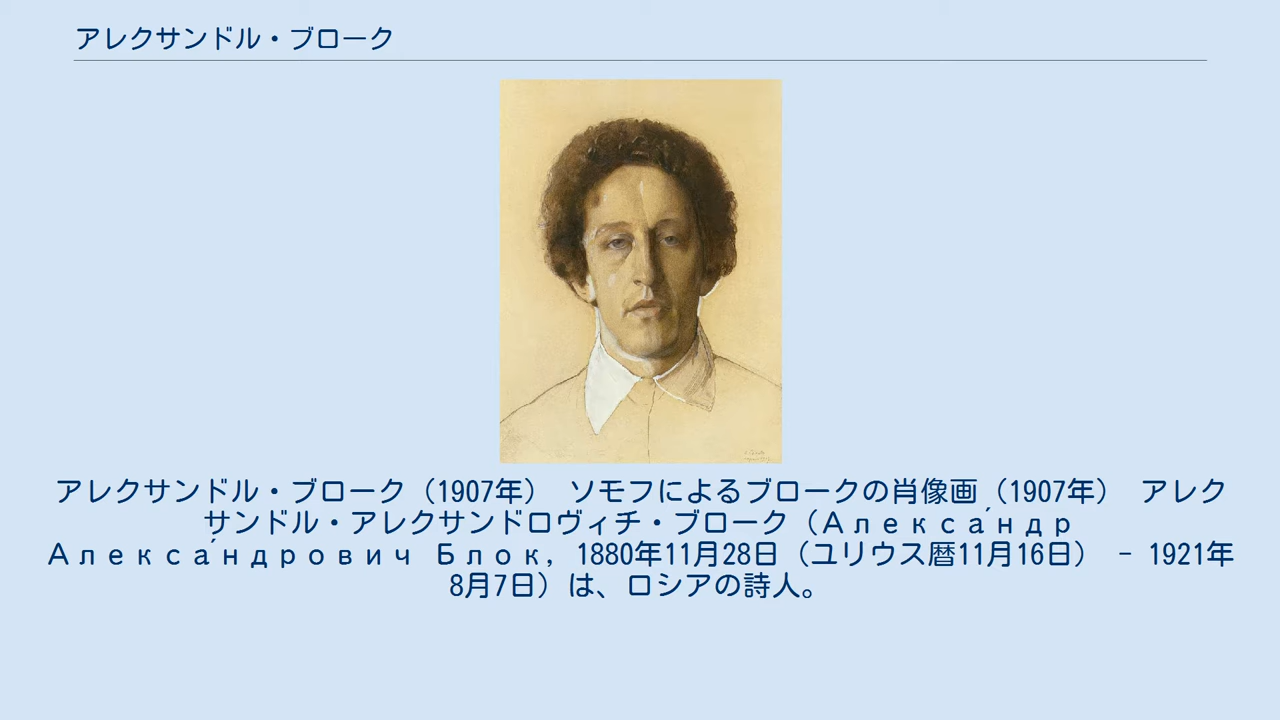 アレクサンドル・ブローク
アレクサンドル・ブローク（1907年） ソモフによるブロークの肖像画（1907年） アレク
サンドル・アレクサンドロヴィチ・ブローク（Алекса́ндр
Алекса́ндрович Блок, 1880年11月28日（ユリウス暦11月16日） - 1921年
8月7日）は、ロシアの詩人。